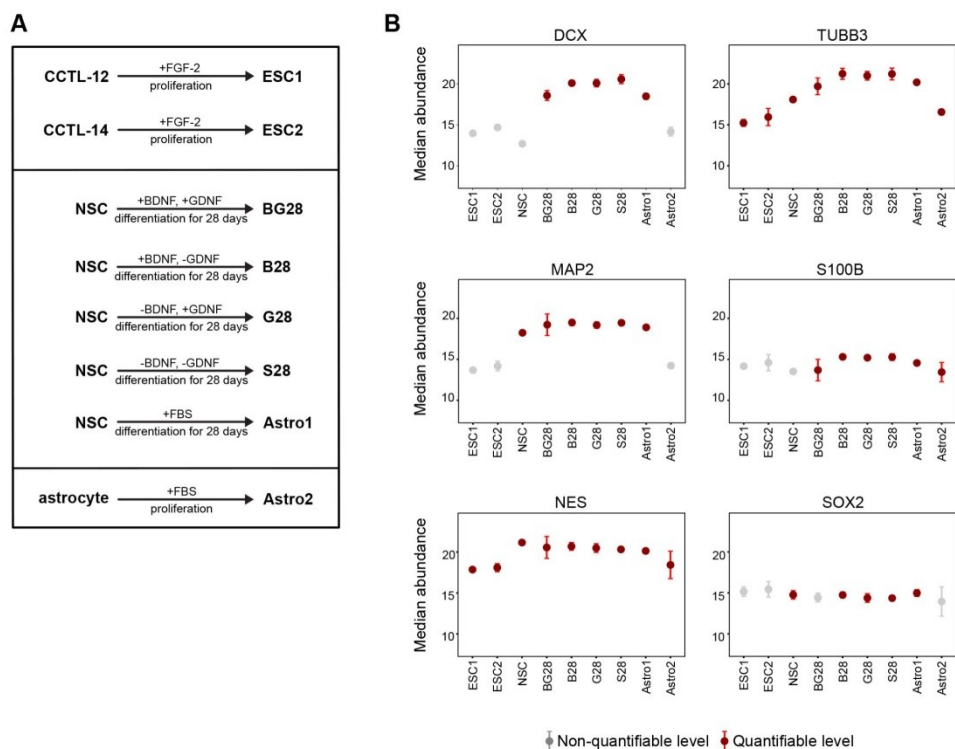 A
CCTL-12 +FGF-2 ESC1
proliferation
CCTL-14 +FGF-2 ESC2
proliferation
NSC +BDNF, +GDNF BG28
differentiation for 28 days
NSC +BDNF, -GDNF B28
differentiation for 28 days
NSC -BDNF, +GDNF G28
differentiation for 28 days
NSC -BDNF, -GDNF S28
differentiation for 28 days
NSC +FBS Astro1
differentiation for 28 days
astrocyte +FBS Astro2
proliferation
B
DCX
Median abundance
20
15
10
ESC1 ESC2 NSC BG28 B28 G28 S28 Astro1 Astro2
TUBB3
Median abundance
20
15
10
ESC1 ESC2 NSC BG28 B28 G28 S28 Astro1 Astro2
MAP2
Median abundance
20
15
10
ESC1 ESC2 NSC BG28 B28 G28 S28 Astro1 Astro2
S100B
20
15
10
ESC1 ESC2 NSC BG28 B28 G28 S28 Astro1 Astro2
NES
Median abundance
20
15
10
ESC1 ESC2 NSC BG28 B28 G28 S28 Astro1 Astro2
SOX2
20
15
10
ESC1 ESC2 NSC BG28 B28 G28 S28 Astro1 Astro2
Non-quantifiable level Quantifiable level